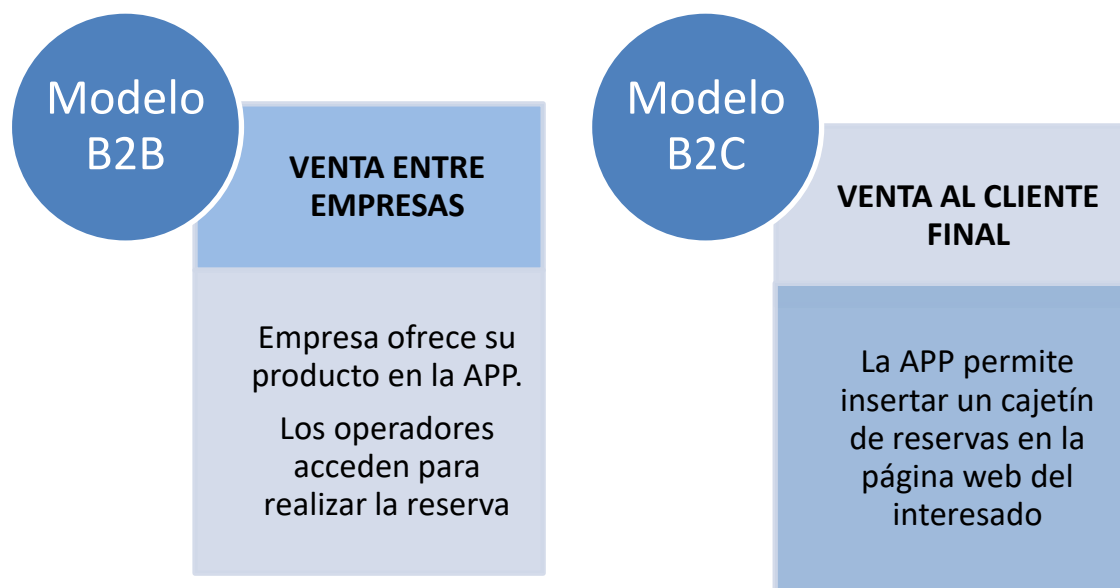 Modelo
B2B
VENTA ENTRE
EMPRESAS
Empresa ofrece su
producto en la APP.
Los operadores
acceden para
realizar la reserva
Modelo
B2C
VENTA AL CLIENTE
FINAL
La APP permite
insertar un cajetín
de reservas en la
página web del
interesado